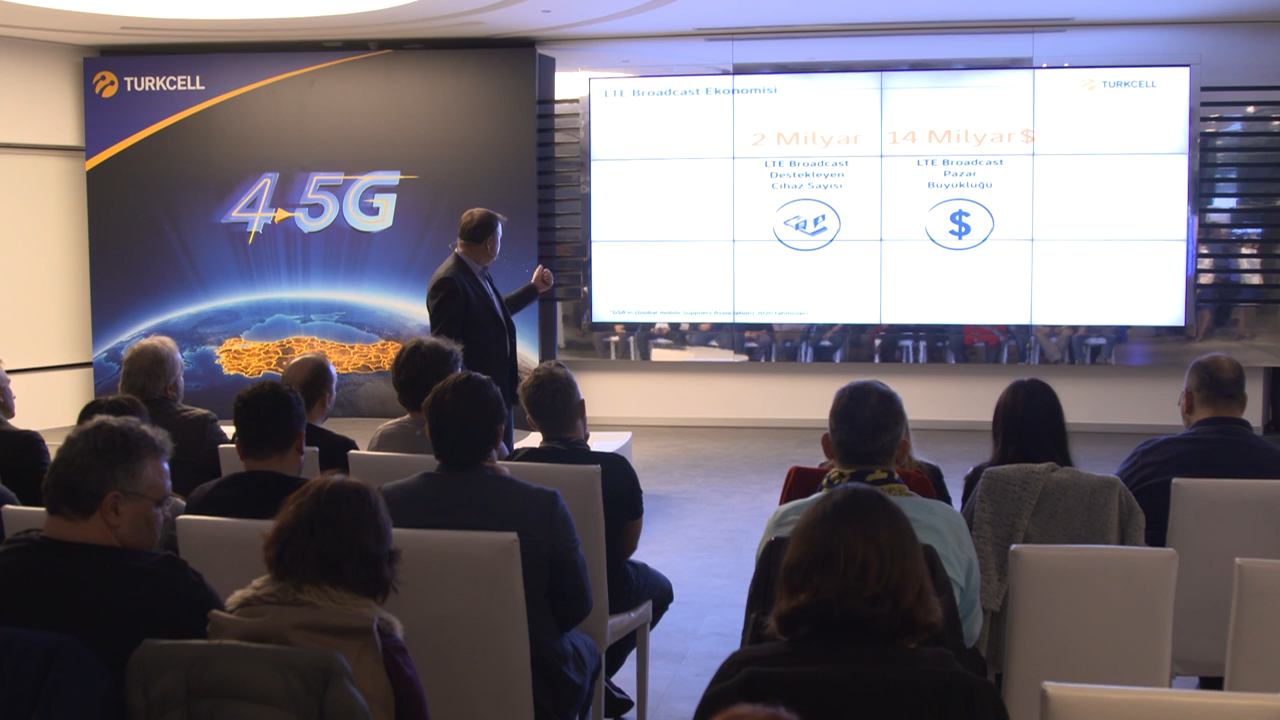 TURKCELL
4.5G
LTE Broadcast Ekonomisi
TURKCELL
2 Milyar
14 Milyar$
LTE Broadcast
Destekleyen
Cihaz Sayısı
LTE Broadcast
Pazar
Büyüklüğü
$